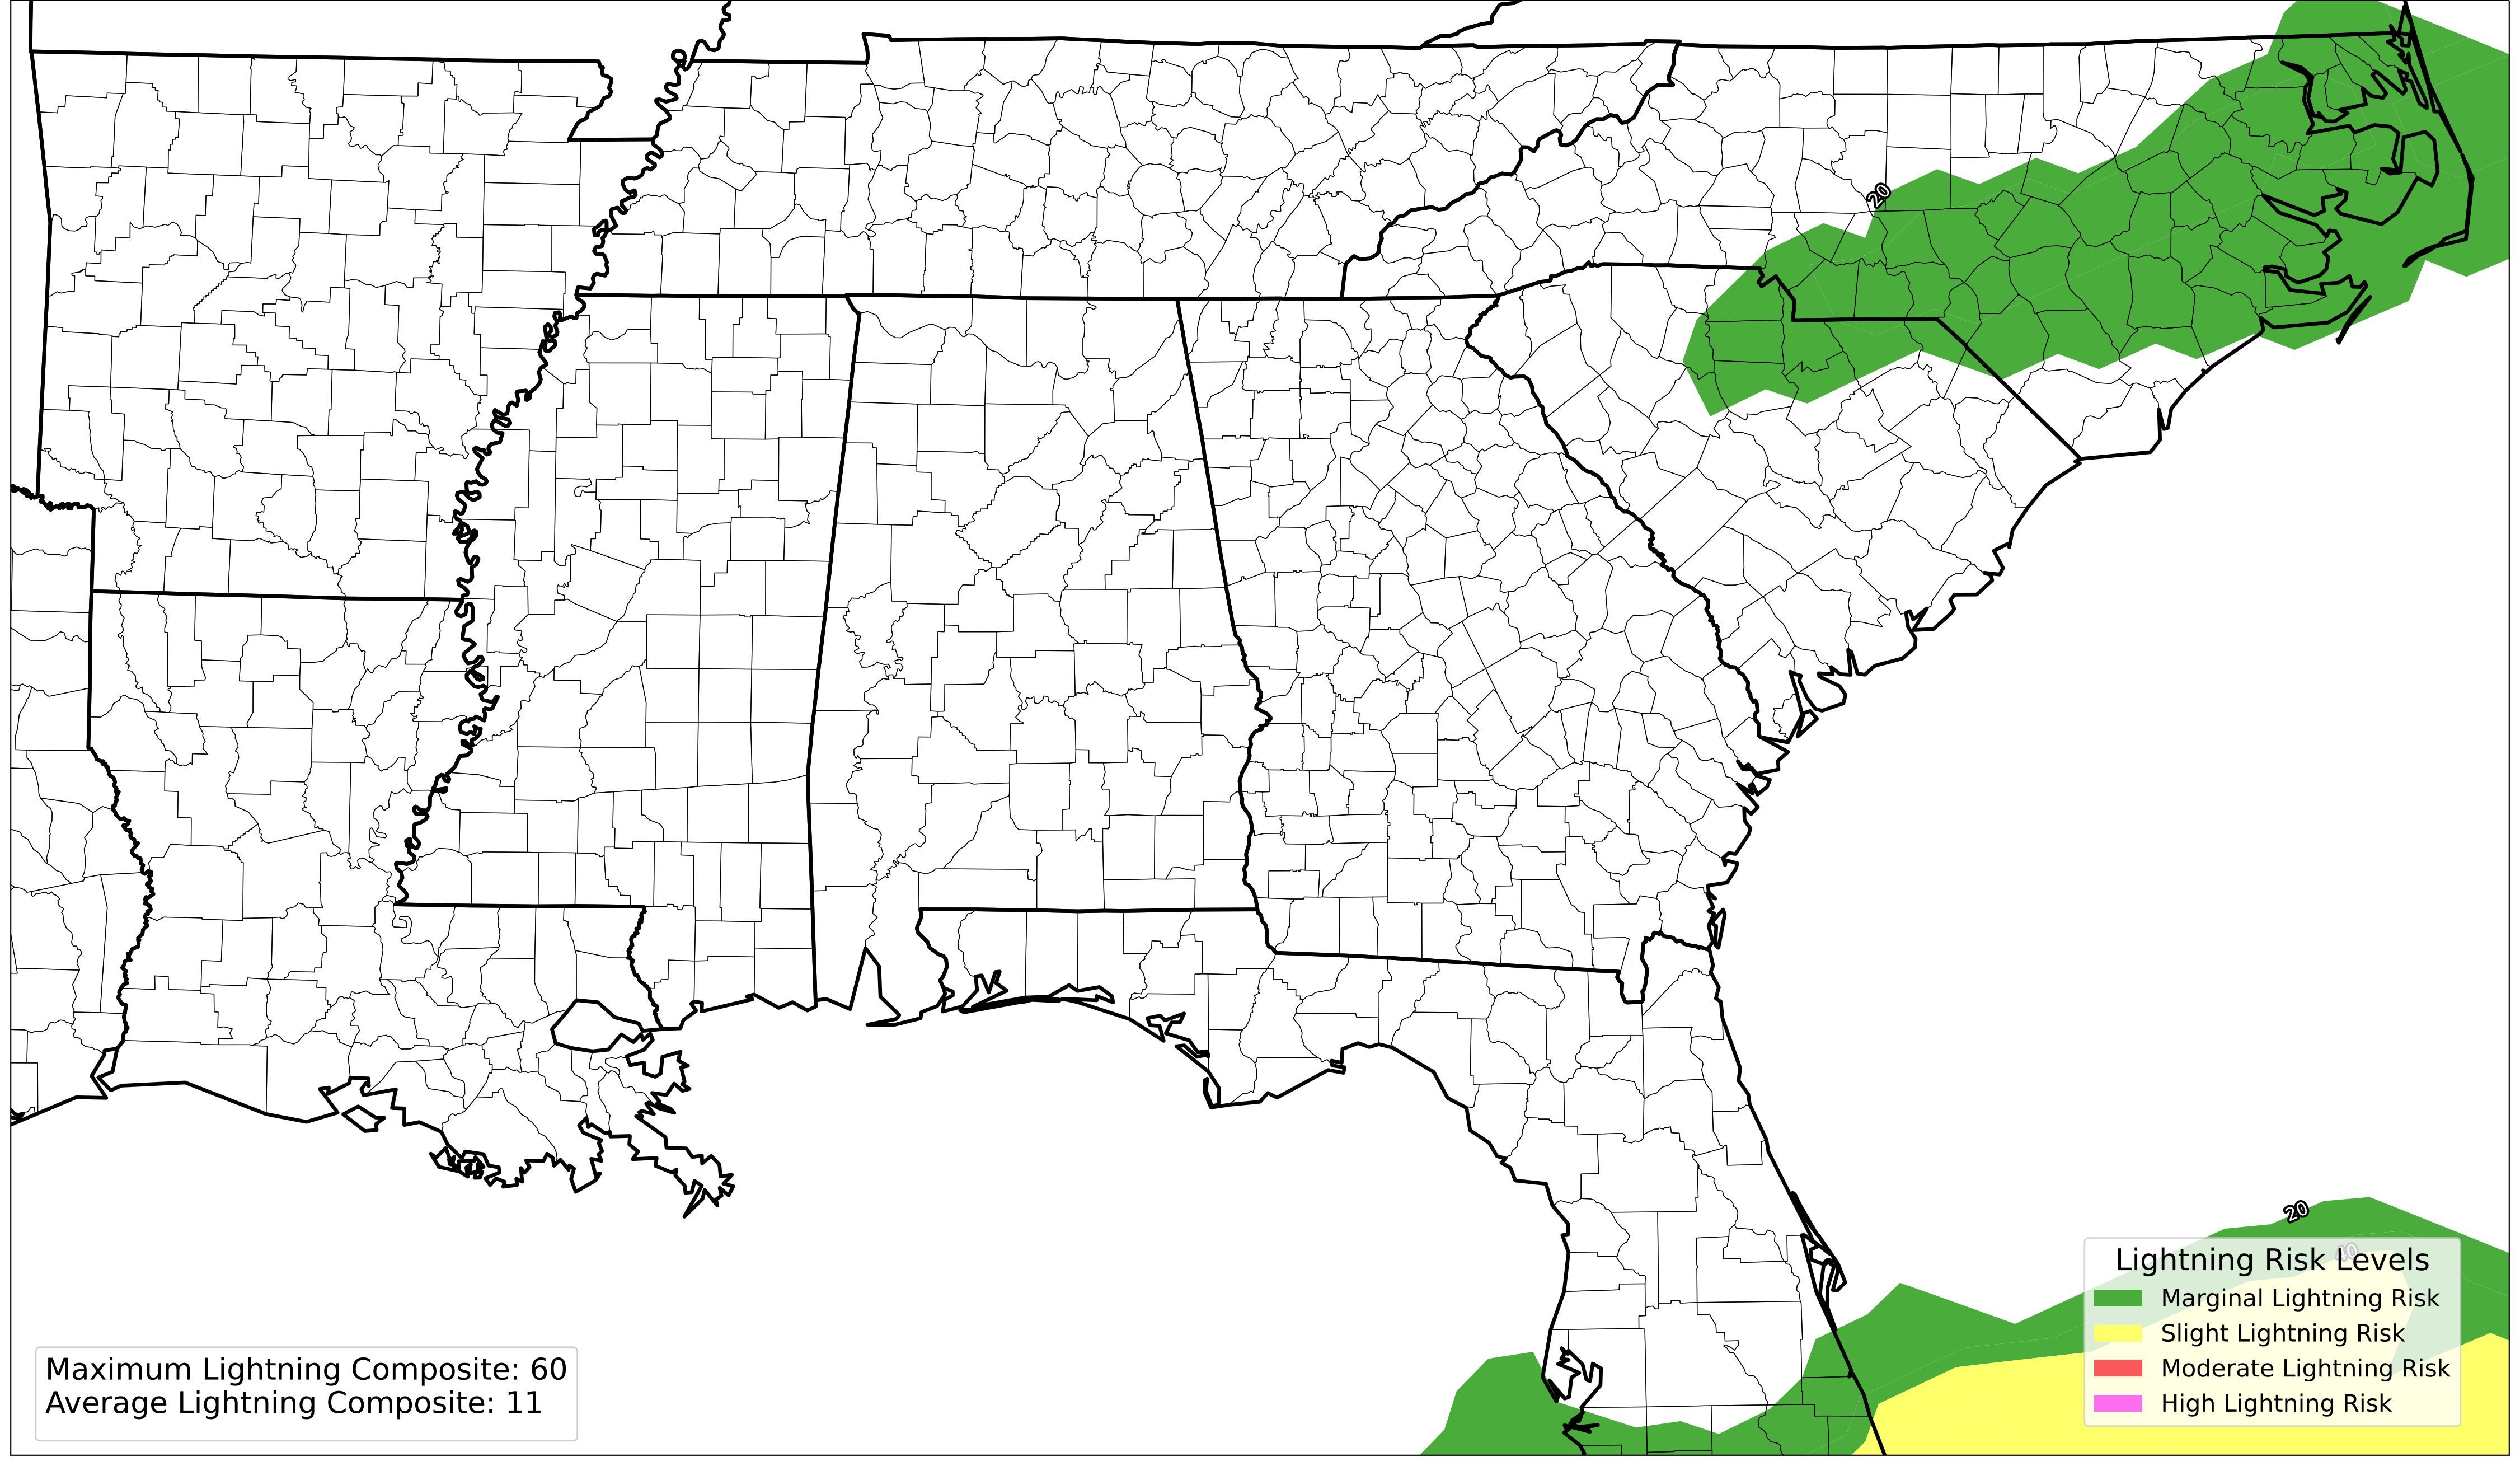 20
20
40
Lightning Risk Levels
Marginal Lightning Risk
Slight Lightning Risk
Moderate Lightning Risk
High Lightning Risk
Maximum Lightning Composite: 60
Average Lightning Composite: 11